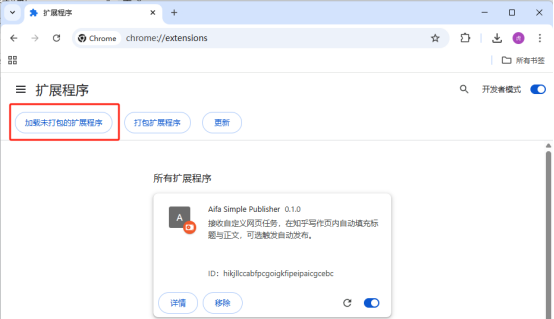 扩展程序
Chrome chrome://extensions
所有书签
扩展程序
开发者模式
加载未打包的扩展程序 打包扩展程序 更新
所有扩展程序
A
Aifa Simple Publisher 0.1.0
接收自定义网页任务，在知乎写作页内自动填充标
题与正文，可选触发自动发布。
ID：hikjllccabfpcgoigkfipeipaicgcebc
详情 移除